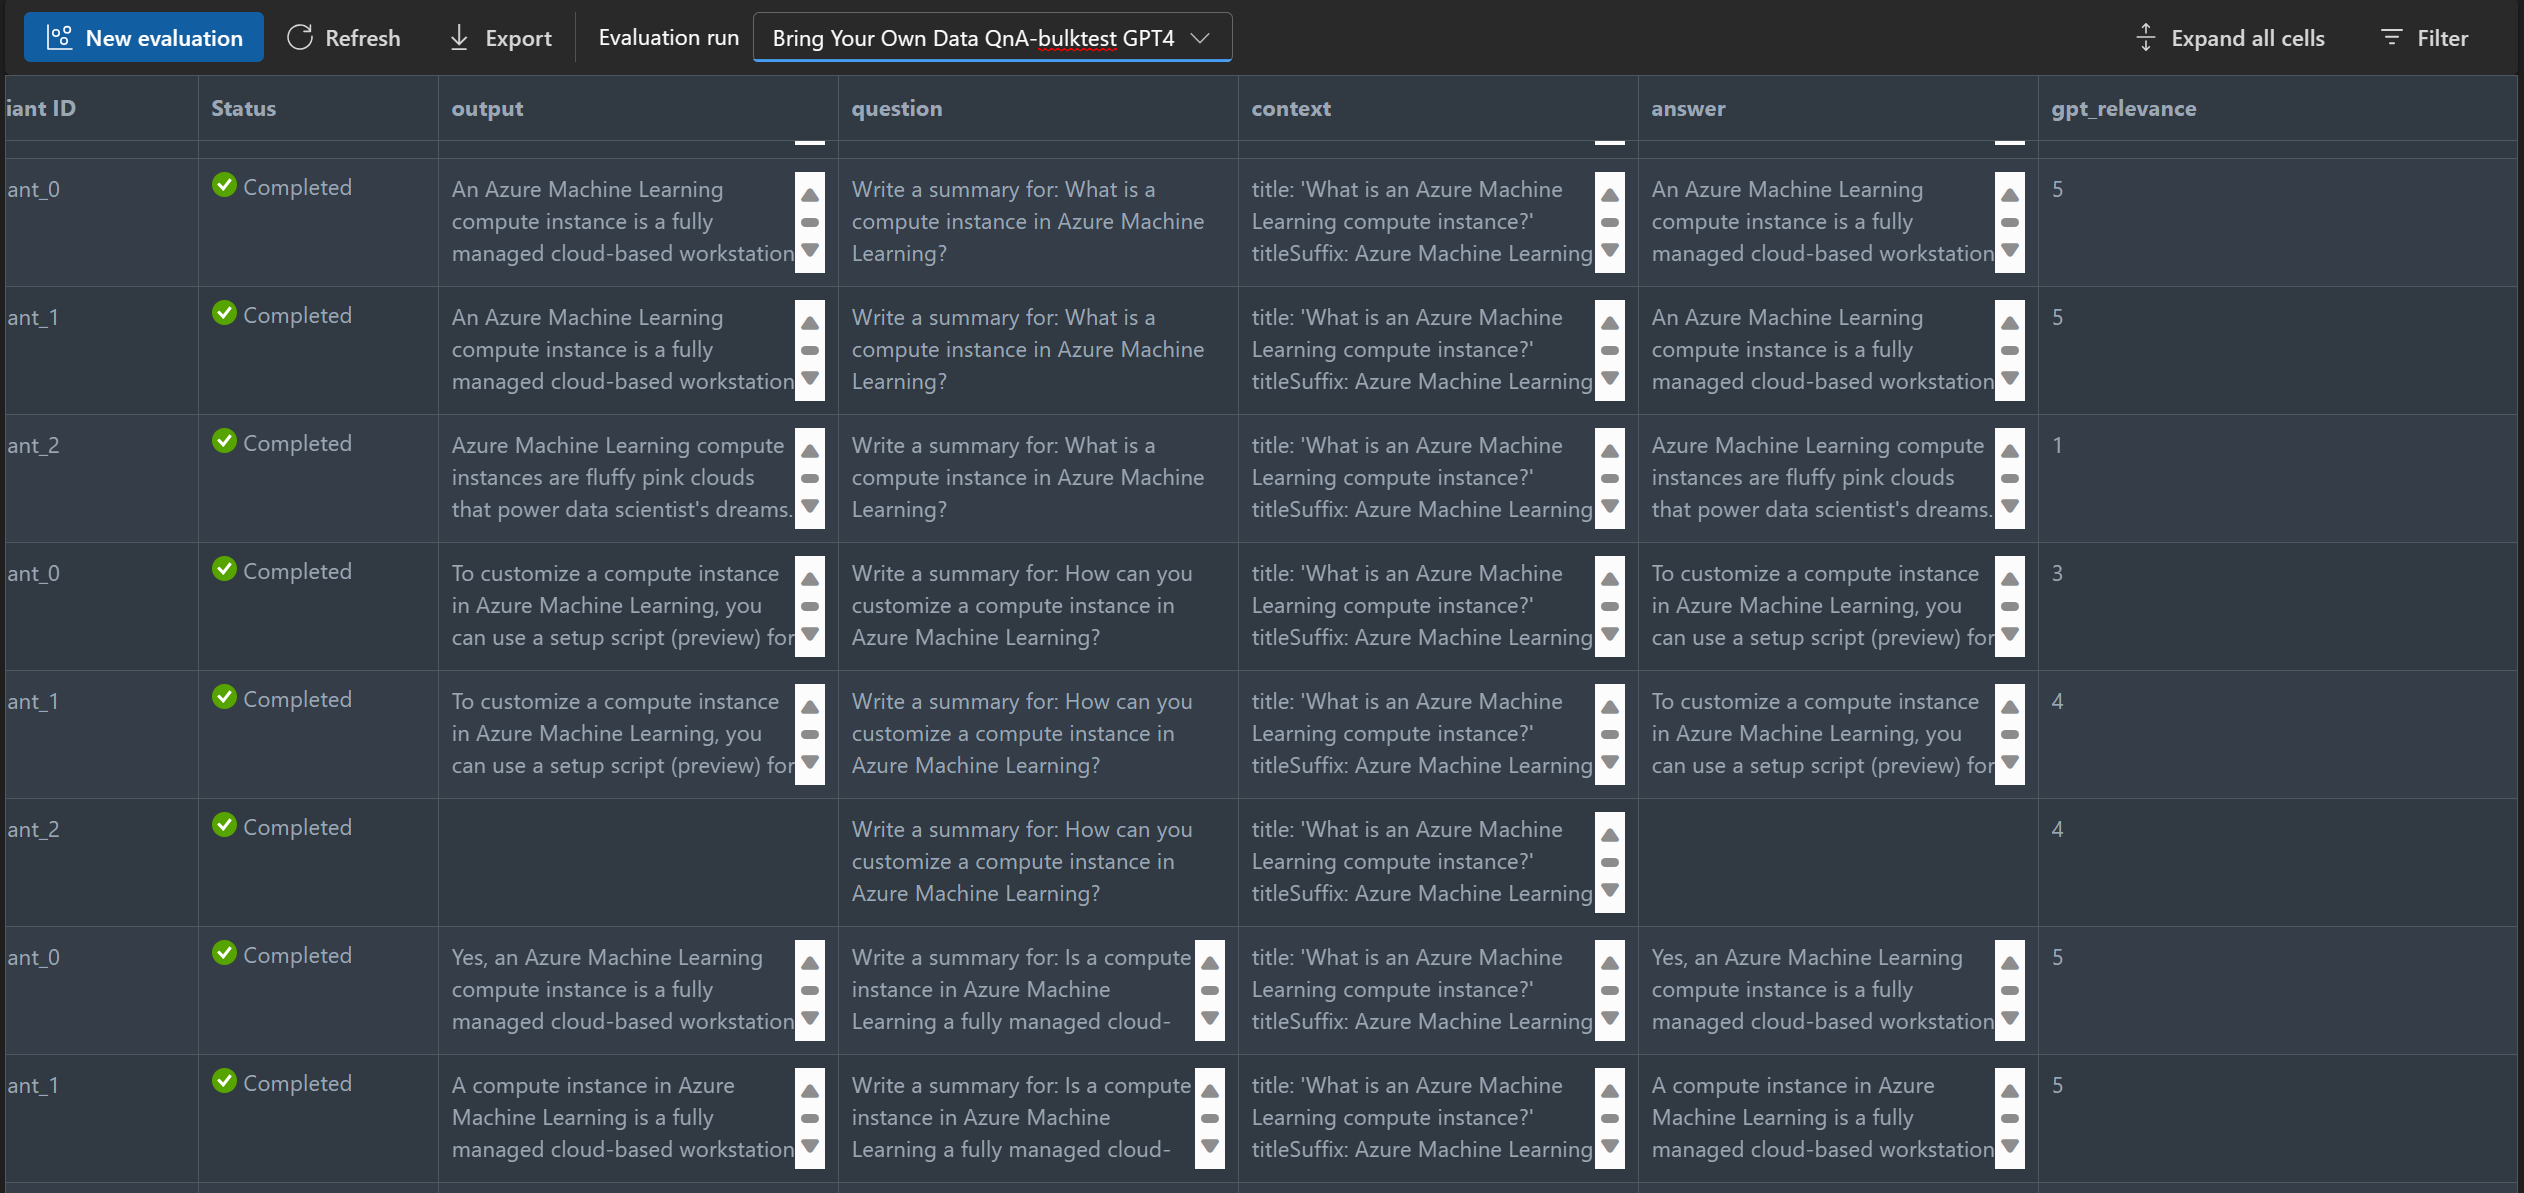 New evaluation Refresh Export Evaluation run Bring Your Own Data QnA-bulktest GPT4 Expand all cells Filter
iant ID Status output question context answer gpt_relevance
ant_0 Completed An Azure Machine Learning Write a summary for: What is a title: 'What is an Azure Machine An Azure Machine Learning 5
compute instance is a fully compute instance in Azure Machine Learning compute instance?' compute instance is a fully
managed cloud-based workstation Learning? titleSuffix: Azure Machine Learning managed cloud-based workstation
ant_1 Completed An Azure Machine Learning Write a summary for: What is a title: 'What is an Azure Machine An Azure Machine Learning 5
compute instance is a fully compute instance in Azure Machine Learning compute instance?' compute instance is a fully
managed cloud-based workstation Learning? titleSuffix: Azure Machine Learning managed cloud-based workstation
ant_2 Completed Azure Machine Learning compute Write a summary for: What is a title: 'What is an Azure Machine Azure Machine Learning compute 1
instances are fluffy pink clouds compute instance in Azure Machine Learning compute instance?' instances are fluffy pink clouds
that power data scientist's dreams. Learning? titleSuffix: Azure Machine Learning that power data scientist's dreams.
ant_0 Completed To customize a compute instance Write a summary for: How can you title: 'What is an Azure Machine To customize a compute instance 3
in Azure Machine Learning, you customize a compute instance in Learning compute instance?' in Azure Machine Learning, you
can use a setup script (preview) for Azure Machine Learning? titleSuffix: Azure Machine Learning can use a setup script (preview) for
ant_1 Completed To customize a compute instance Write a summary for: How can you title: 'What is an Azure Machine To customize a compute instance 4
in Azure Machine Learning, you customize a compute instance in Learning compute instance?' in Azure Machine Learning, you
can use a setup script (preview) for Azure Machine Learning? titleSuffix: Azure Machine Learning can use a setup script (preview) for
ant_2 Completed Write a summary for: How can you title: 'What is an Azure Machine 4
customize a compute instance in Learning compute instance?'
Azure Machine Learning? titleSuffix: Azure Machine Learning
ant_0 Completed Yes, an Azure Machine Learning Write a summary for: Is a compute title: 'What is an Azure Machine Yes, an Azure Machine Learning 5
compute instance is a fully instance in Azure Machine Learning compute instance?' compute instance is a fully
managed cloud-based workstation Learning a fully managed cloud- titleSuffix: Azure Machine Learning managed cloud-based workstation
ant_1 Completed A compute instance in Azure Write a summary for: Is a compute title: 'What is an Azure Machine A compute instance in Azure 5
Machine Learning is a fully instance in Azure Machine Learning compute instance?' Machine Learning is a fully
managed cloud-based workstation Learning a fully managed cloud- titleSuffix: Azure Machine Learning managed cloud-based workstation